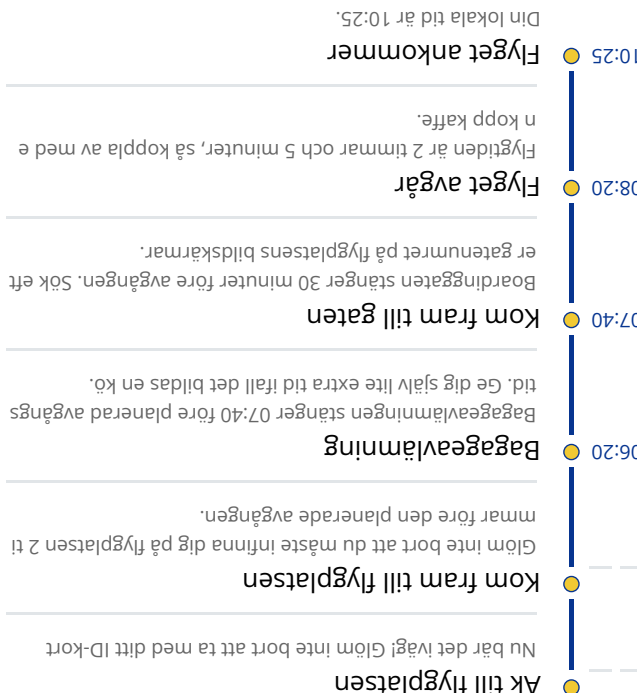 Åk till flygplatsen
Nu bär det iväg! Glöm inte bort att ta med ditt ID-kort
Kom fram till flygplatsen
Glöm inte bort att du måste infinna dig på flygplatsen 2 ti
mmar före den planerade avgången.
06:20 Bagageavlämning
Bagageavlämningen stänger 07:40 före planerad avgångs
tid. Ge dig själv lite extra tid ifall det bildas en kö.
07:40 Kom fram till gaten
Boardinggaten stänger 30 minuter före avgången. Sök eft
er gatenumret på flygplatsens bildskärmar.
08:20 Flyget avgår
Flygtiden är 2 timmar och 5 minuter, så koppla av med e
n kopp kaffe.
10:25 Flyget ankommer
Din lokala tid är 10:25.